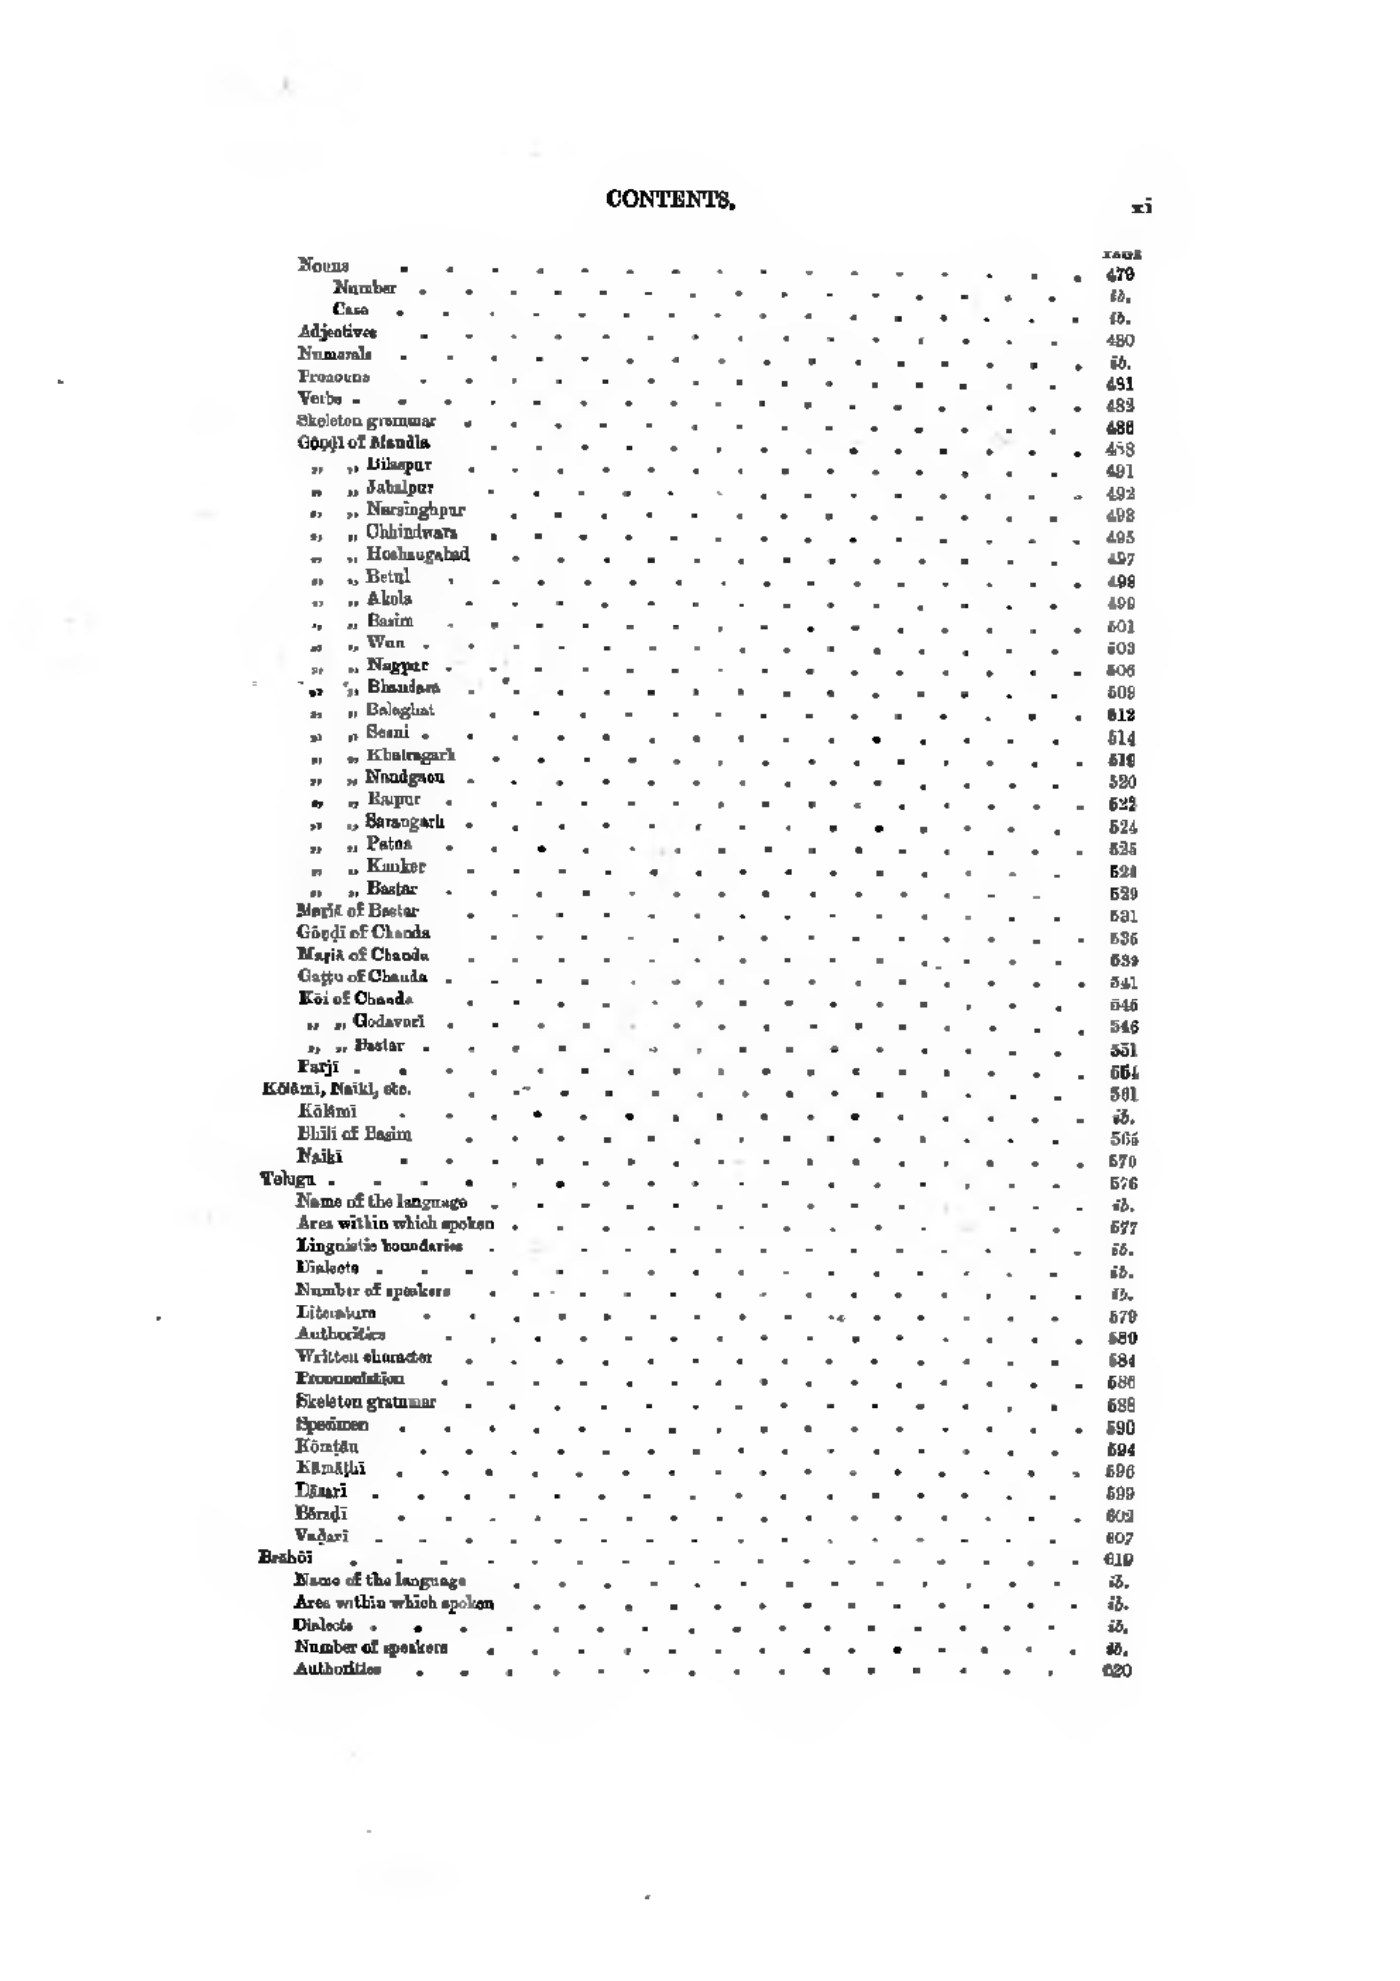 CONTENTS.
xi
PAGE
Nouns 479
Number ib.
Case ib.
Adjectives 480
Numerals ib.
Pronouns 481
Verbs 483
Skeleton grammar 486
Gōṇḍī of Mandla 488
„ „ Bilaspur 491
„ „ Jabalpur 492
„ „ Narsinghpur 493
„ „ Chhindwara 495
„ „ Hoshangabad 497
„ „ Betul 498
„ „ Akola 499
„ „ Basim 501
„ „ Wun 503
„ „ Nagpur 506
„ „ Bhandara 509
„ „ Balaghat 512
„ „ Seoni 514
„ „ Khairagarh
„ „ Nandgaon 520
„ „ Raipur 522
„ „ Sarangarh 524
„ „ Patna 525
„ „ Kanker
„ „ Bastar 529
Maṛiā of Bastar 531
Gōṇḍī of Chanda 535
Maṛiā of Chanda 539
Gaṭṭu of Chanda 541
Kōi of Chanda 545
„ „ Godavari 546
„ „ Bastar 551
Parjī 554
Kōlāmī, Naikī, etc. 561
Kōlāmī ib.
Bhīlī of Basim
Naikī 570
Telugu 576
Name of the language ib.
Area within which spoken 577
Linguistic boundaries ib.
Dialects ib.
Number of speakers ib.
Literature 579
Authorities 580
Written character 584
Pronunciation 586
Skeleton grammar 588
Specimen 590
Kōmṭāu 594
Kāmāṭhī 596
Dāsarī 599
Bēraḍī 602
Vaḍarī 607
Brāhūī 619
Name of the language ib.
Area within which spoken ib.
Dialects ib.
Number of speakers ib.
Authorities 620